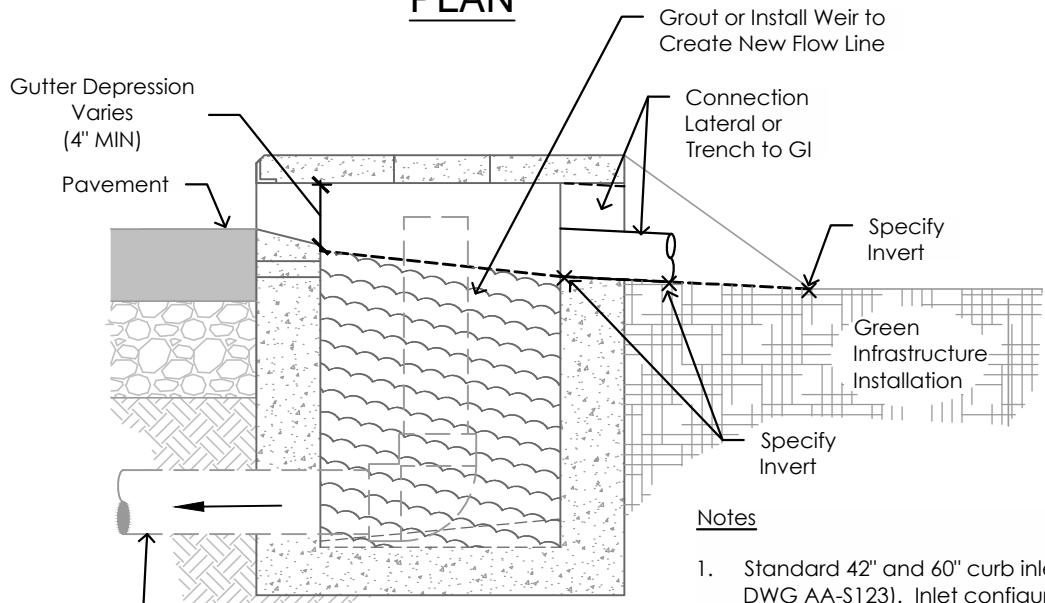 PLAN
Grout or Install Weir to
Create New Flow Line
Gutter Depression
Varies
(4" MIN)
Connection
Lateral or
Trench to GI
Pavement
Specify
Invert
Green
Infrastructure
Installation
Specify
Invert
Notes
1. Standard 42" and 60" curb inle
DWG AA-S123). Inlet configur